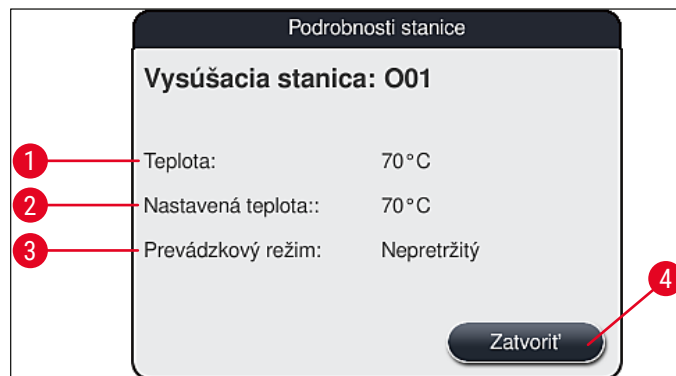 Podrobnosti stanice
Vysúšacia stanica: O01
1 Teplota: 70°C
2 Nastavená teplota:: 70°C
3 Prevádzkový režim: Nepretržitý
4
Zatvoriť